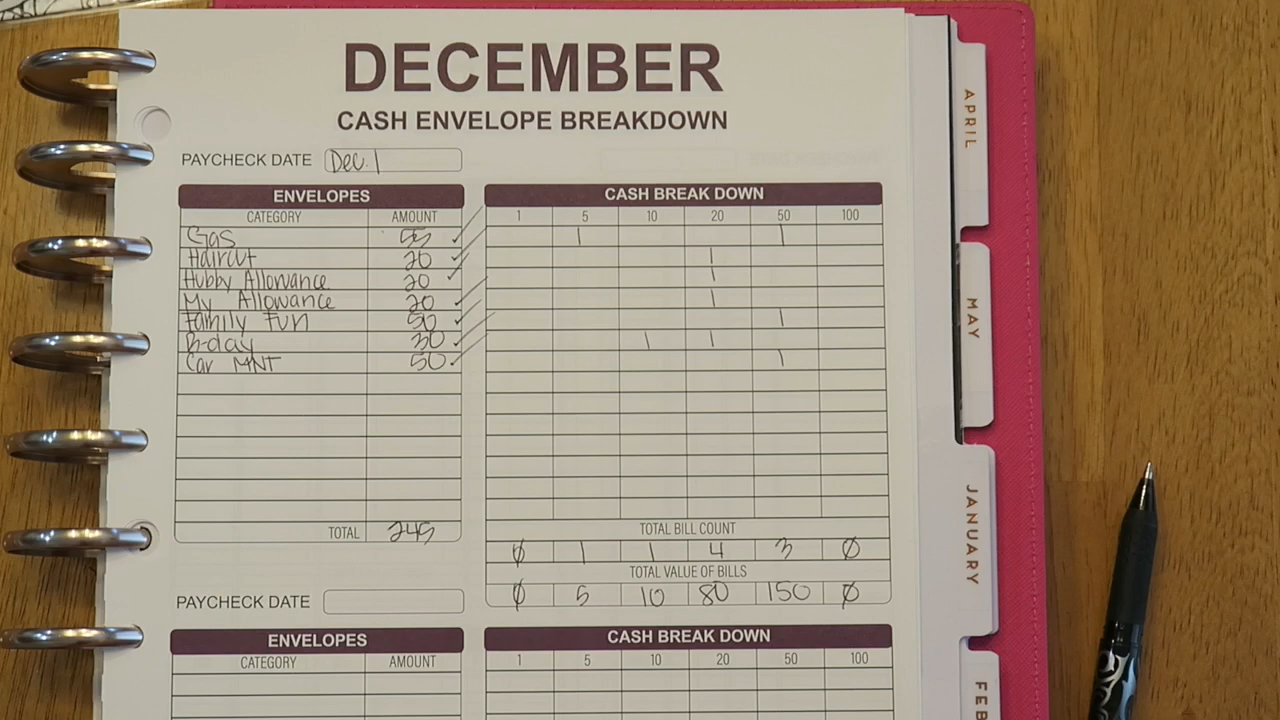 DECEMBER
CASH ENVELOPE BREAKDOWN
PAYCHECK DATE Dec. 1
ENVELOPES
CATEGORY AMOUNT
Gas 55
Haircut 20
Hubby Allowance 20
My Allowance 20
Family Fun 50
B-day 30
Car MNT 50
TOTAL 245
CASH BREAK DOWN
1 5 10 20 50 100
1 1
1
1
1
1
1 1
1
TOTAL BILL COUNT
0 1 1 4 3 0
TOTAL VALUE OF BILLS
0 5 10 80 150 0
PAYCHECK DATE
ENVELOPES
CATEGORY AMOUNT
CASH BREAK DOWN
1 5 10 20 50 100
APRIL
MAY
JANUARY
FEB